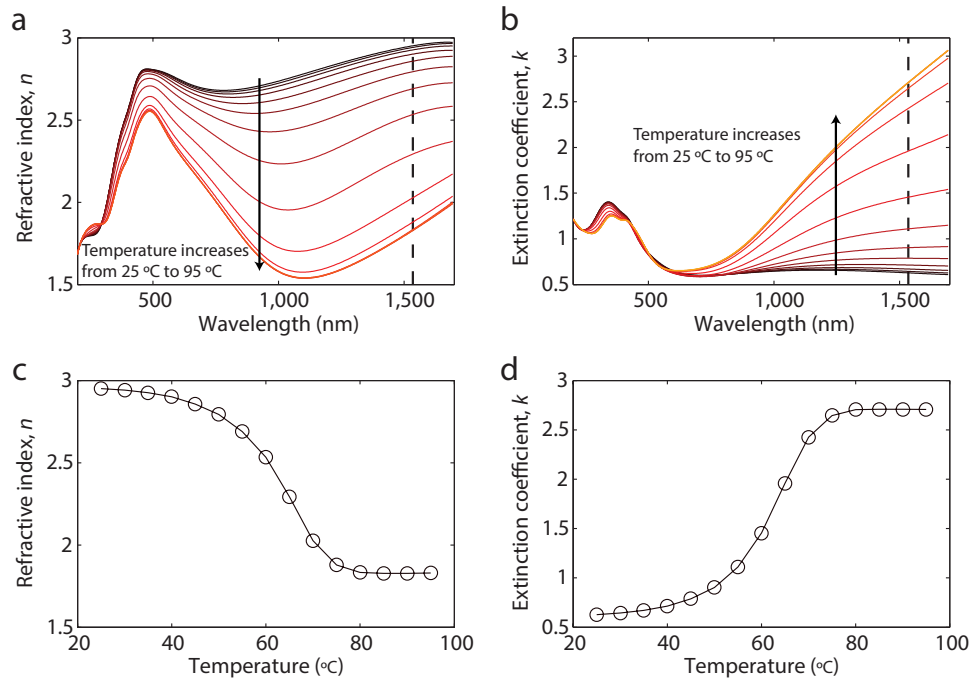 a
3
2.5
2
1.5
500
1,000
1,500
Refractive index, n
Wavelength (nm)
Temperature increases
from 25 ºC to 95 ºC
b
3.5
3
2.5
2
1.5
1
0.5
0
500
1,000
1,500
Extinction coefficient, k
Wavelength (nm)
Temperature increases
from 25 ºC to 95 ºC
c
3
2.5
2
1.5
20
40
60
80
100
Refractive index, n
Temperature (ºC)
d
3
2.5
2
1.5
1
0.5
20
40
60
80
100
Extinction coefficient, k
Temperature (ºC)